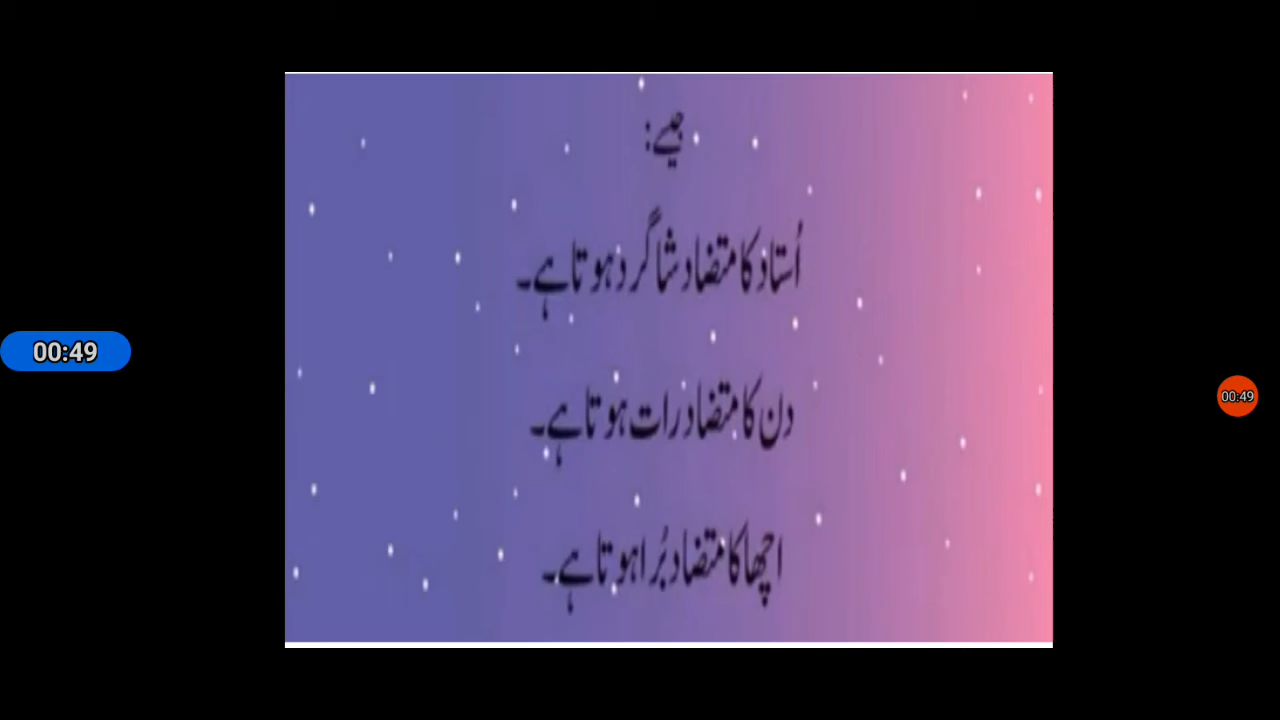 جیسے:
اُستاد کا متضاد شاگرد ہوتا ہے۔
00:49
دن کا متضاد رات ہوتا ہے۔
00:49
اچھا کا متضاد بُرا ہوتا ہے۔